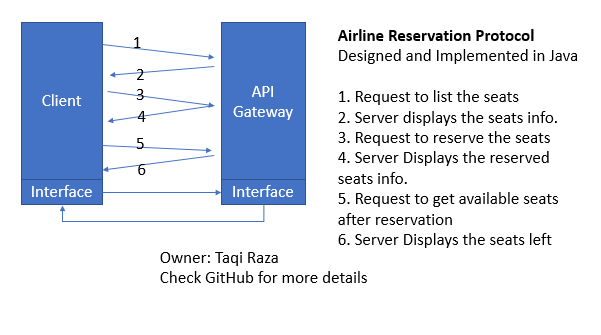 Client
API
Gateway
1
2
3
4
5
6
Interface
Interface
Airline Reservation Protocol
Designed and Implemented in Java
1. Request to list the seats
2. Server displays the seats info.
3. Request to reserve the seats
4. Server Displays the reserved
seats info.
5. Request to get available seats
after reservation
6. Server Displays the seats left
Owner: Taqi Raza
Check GitHub for more details